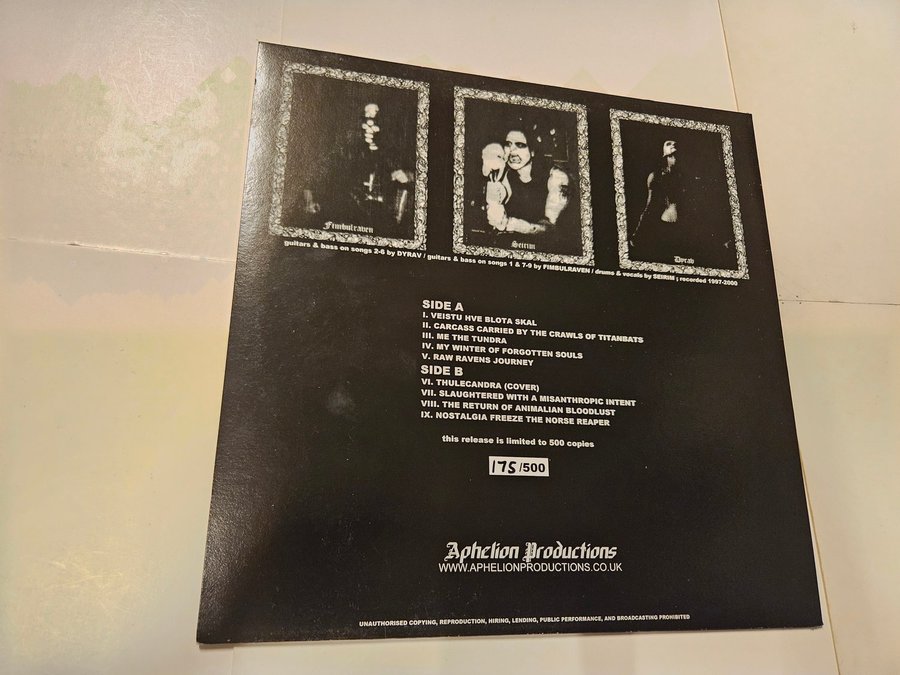 Fimbulraven
Seirim
Dyrav
guitars & bass on songs 2-6 by DYRAV / guitars & bass on songs 1 & 7-9 by FIMBULRAVEN / drums & vocals by SEIRIM ; recorded 1997-2000
SIDE A
I. VEISTU HVE BLOTA SKAL
II. CARCASS CARRIED BY THE CRAWLS OF TITANBATS
III. ME THE TUNDRA
IV. MY WINTER OF FORGOTTEN SOULS
V. RAW RAVENS JOURNEY
SIDE B
VI. THULECANDRA (COVER)
VII. SLAUGHTERED WITH A MISANTHROPIC INTENT
VIII. THE RETURN OF ANIMALIAN BLOODLUST
IX. NOSTALGIA FREEZE THE NORSE REAPER
this release is limited to 500 copies
175/500
Aphelion Productions
WWW.APHELIONPRODUCTIONS.CO.UK
UNAUTHORISED COPYING, REPRODUCTION, HIRING, LENDING, PUBLIC PERFORMANCE, AND BROADCASTING PROHIBITED